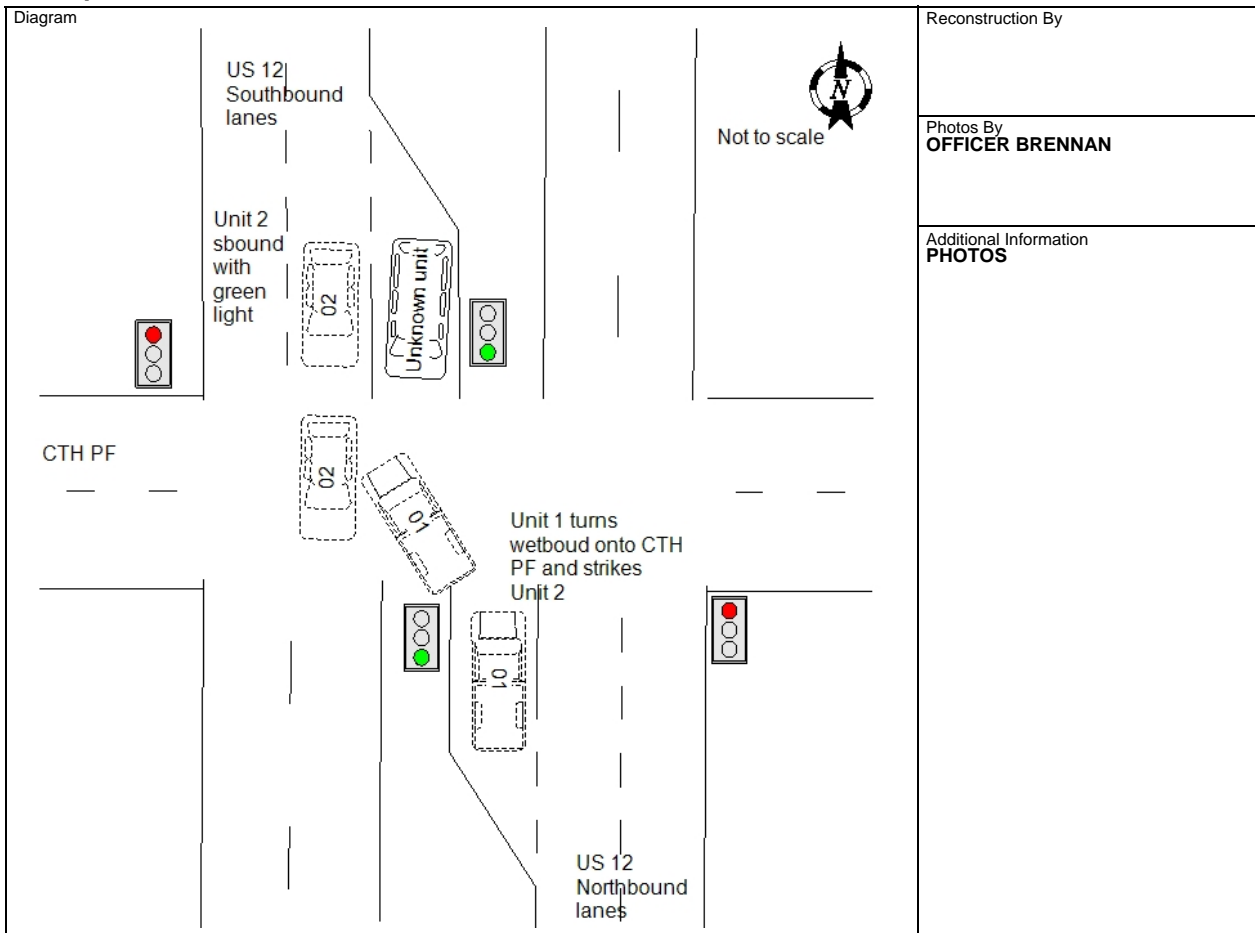 Diagram
US 12
Southbound
lanes
N
Not to scale
Unit 2
sbound
with
green
light
02
Unknown unit
CTH PF
02
01
Unit 1 turns
wetboud onto CTH
PF and strikes
Unit 2
01
US 12
Northbound
lanes
Reconstruction By
Photos By
OFFICER BRENNAN
Additional Information
PHOTOS